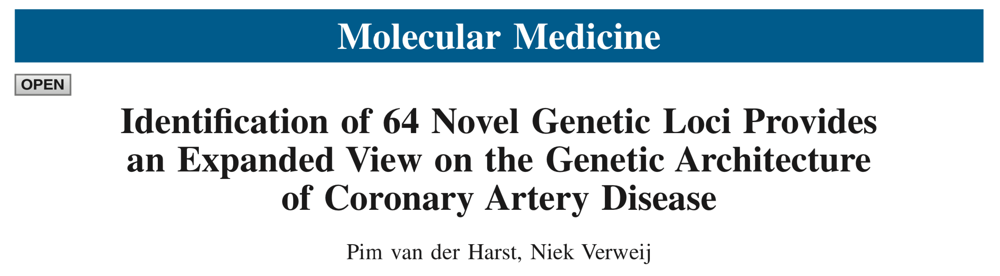 Molecular Medicine
OPEN
Identification of 64 Novel Genetic Loci Provides
an Expanded View on the Genetic Architecture
of Coronary Artery Disease
Pim van der Harst, Niek Verweij